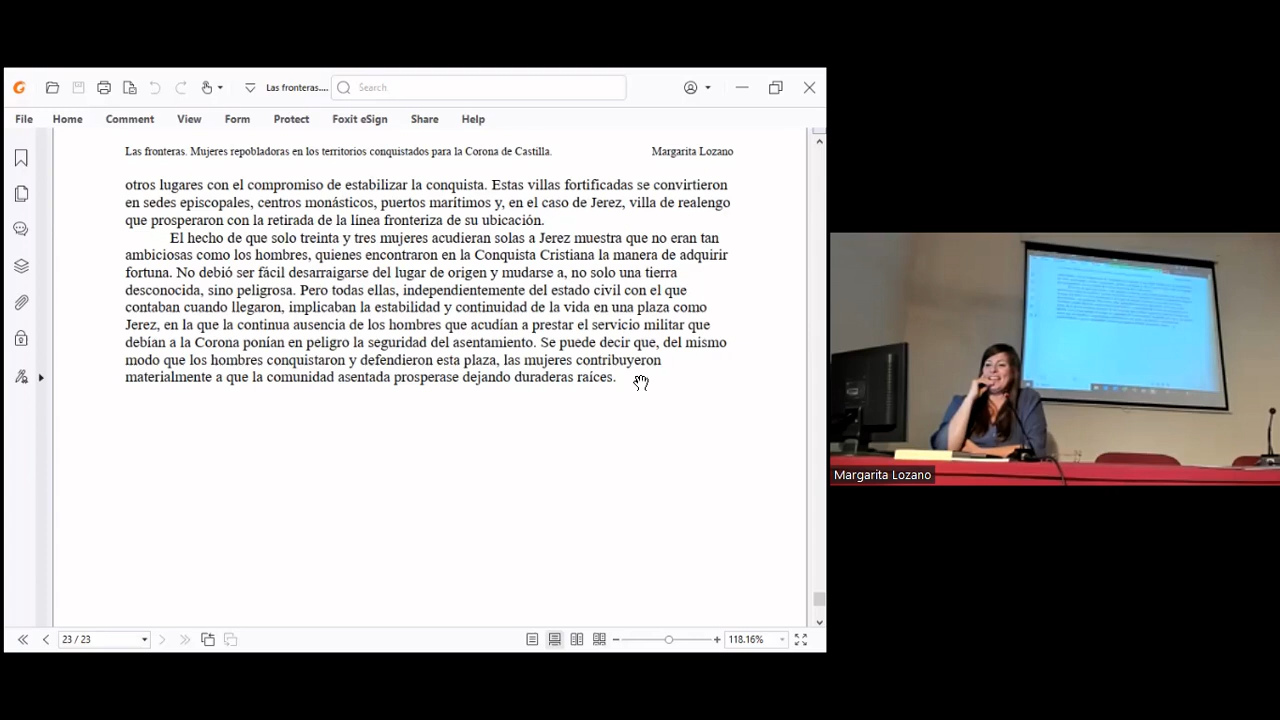 Las fronteras....
Search
File Home Comment View Form Protect Foxit eSign Share Help
Las fronteras. Mujeres repobladoras en los territorios conquistados para la Corona de Castilla. Margarita Lozano
otros lugares con el compromiso de estabilizar la conquista. Estas villas fortificadas se convirtieron
en sedes episcopales, centros monásticos, puertos marítimos y, en el caso de Jerez, villa de realengo
que prosperaron con la retirada de la línea fronteriza de su ubicación.
El hecho de que solo treinta y tres mujeres acudieran solas a Jerez muestra que no eran tan
ambiciosas como los hombres, quienes encontraron en la Conquista Cristiana la manera de adquirir
fortuna. No debió ser fácil desarraigarse del lugar de origen y mudarse a, no solo una tierra
desconocida, sino peligrosa. Pero todas ellas, independientemente del estado civil con el que
contaban cuando llegaron, implicaban la estabilidad y continuidad de la vida en una plaza como
Jerez, en la que la continua ausencia de los hombres que acudían a prestar el servicio militar que
debían a la Corona ponían en peligro la seguridad del asentamiento. Se puede decir que, del mismo
modo que los hombres conquistaron y defendieron esta plaza, las mujeres contribuyeron
materialmente a que la comunidad asentada prosperase dejando duraderas raíces.
23 / 23
118.16%
Margarita Lozano